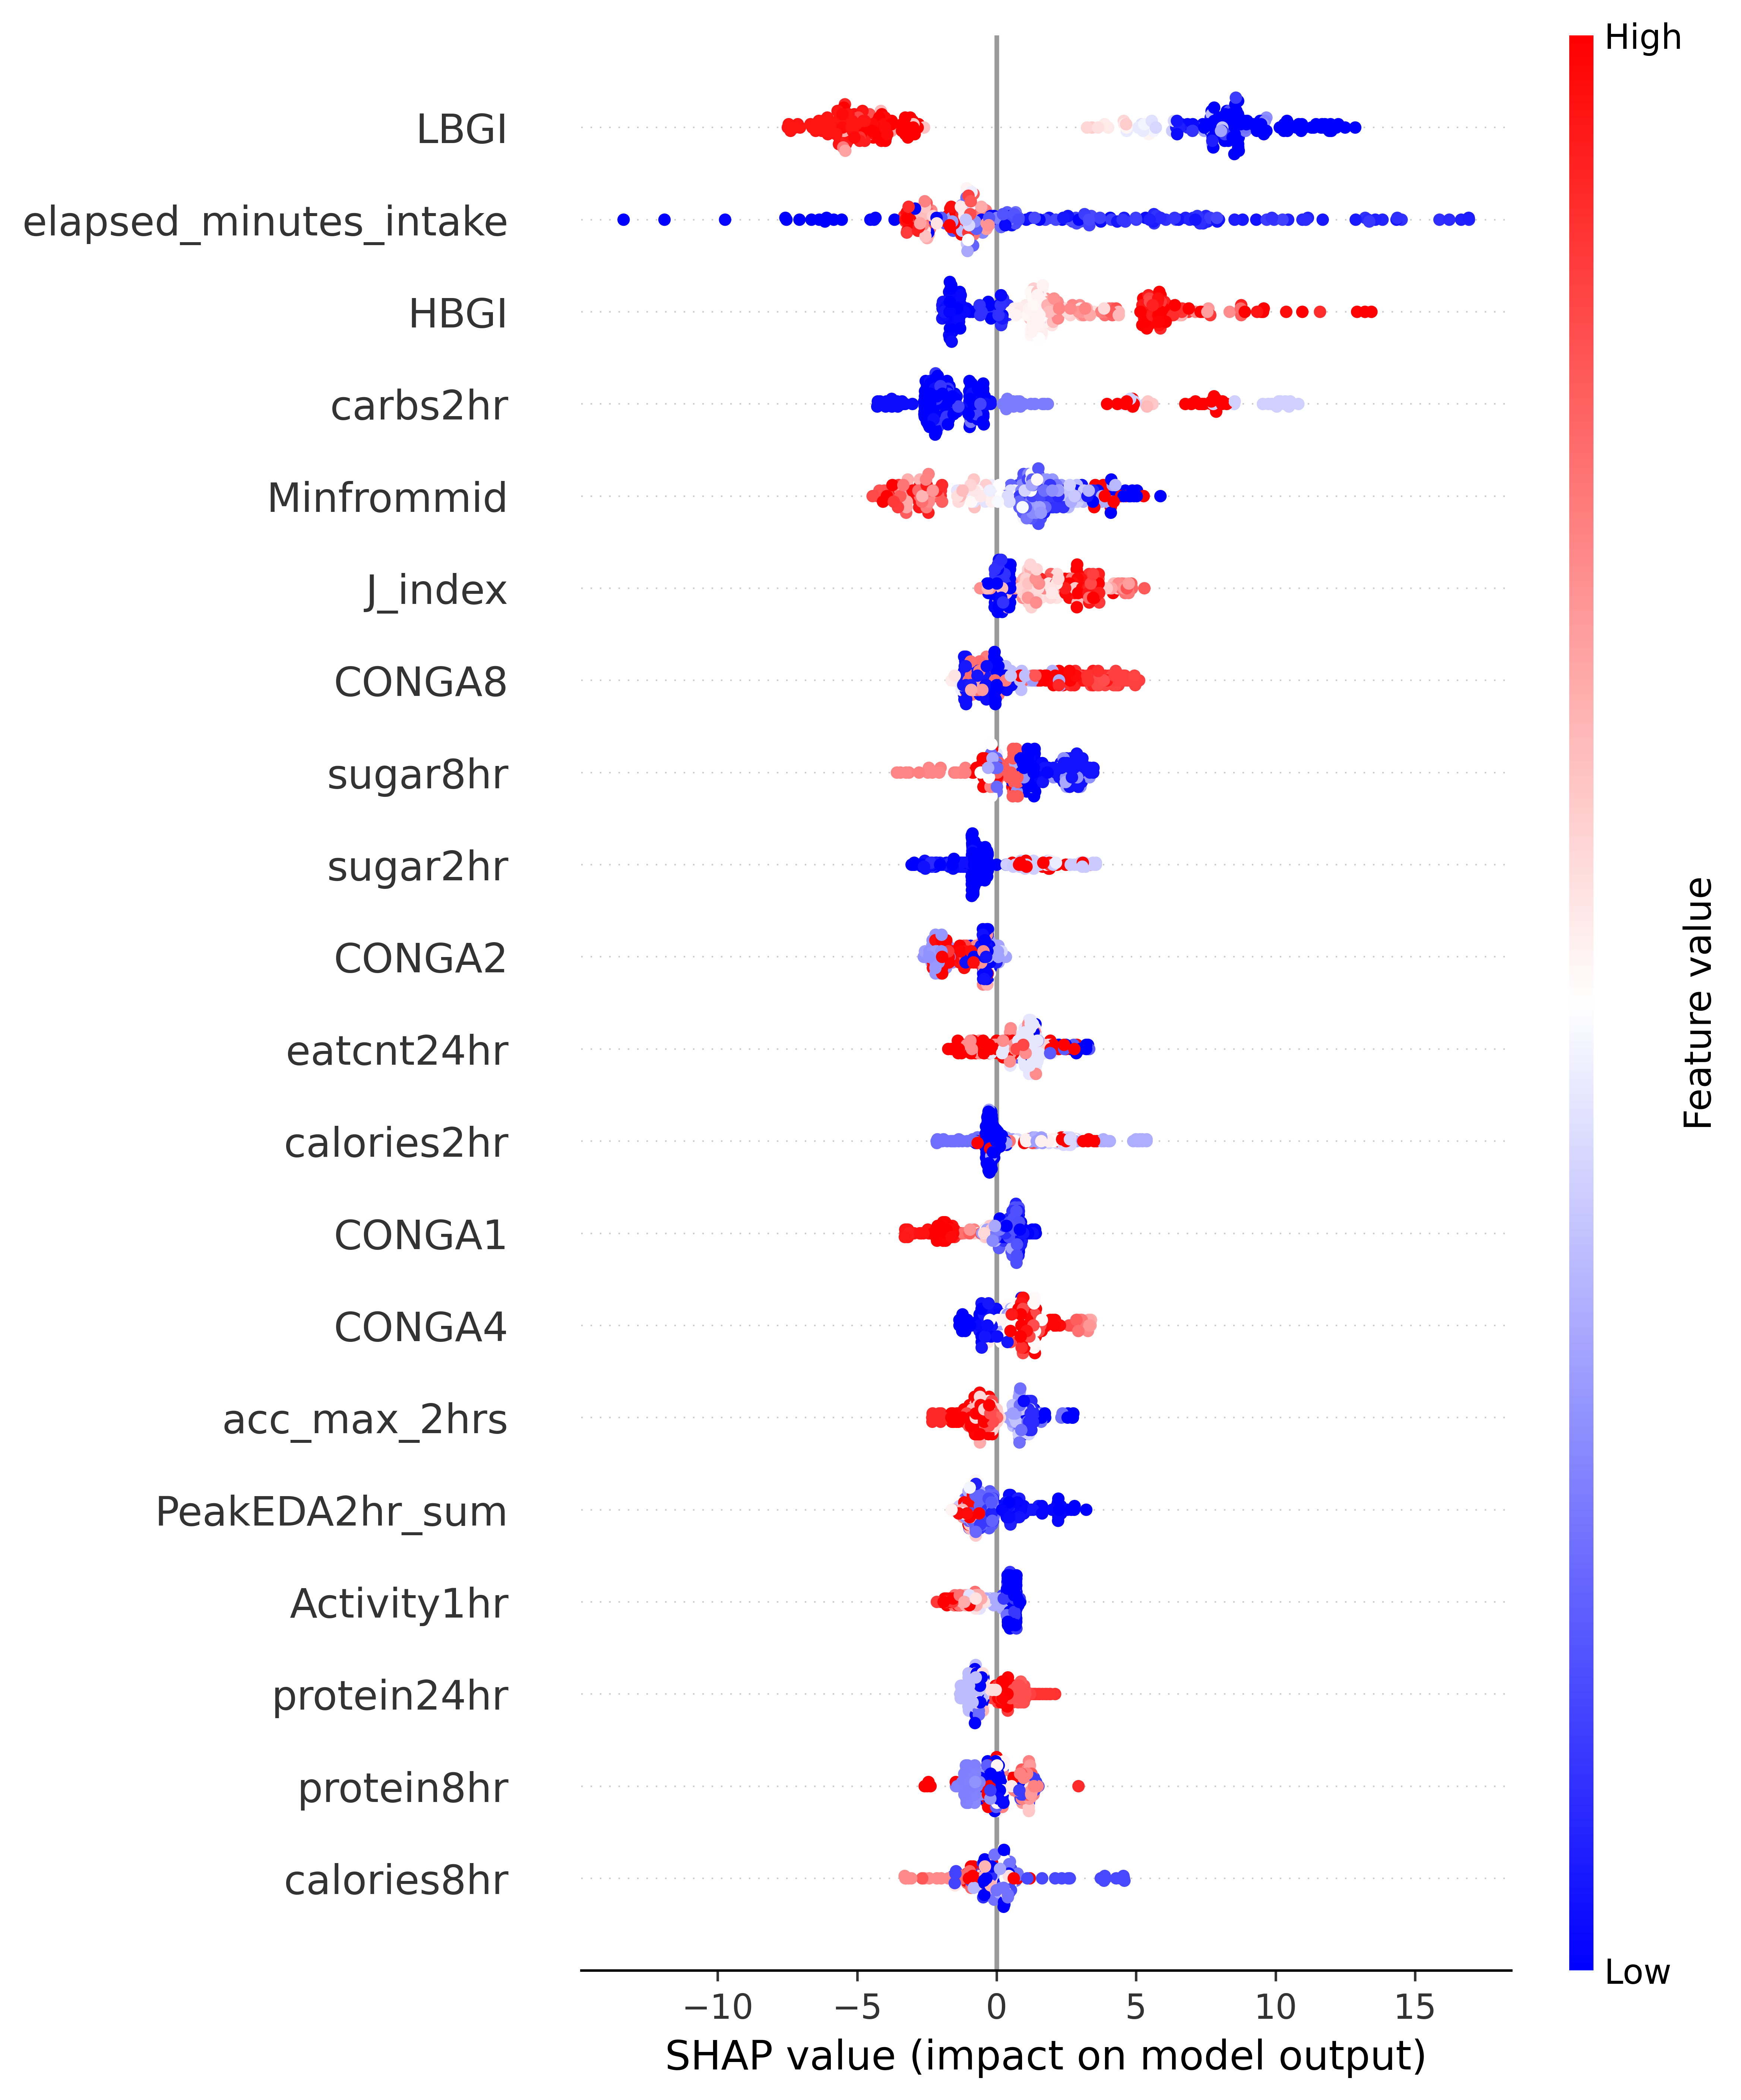 High
LBGI
elapsed_minutes_intake
HBGI
carbs2hr
Minfrommid
J_index
CONGA8
sugar8hr
sugar2hr
CONGA2
eatcnt24hr
calories2hr
CONGA1
CONGA4
acc_max_2hrs
PeakEDA2hr_sum
Activity1hr
protein24hr
protein8hr
calories8hr
Feature value
Low
−10 −5 0 5 10 15
SHAP value (impact on model output)